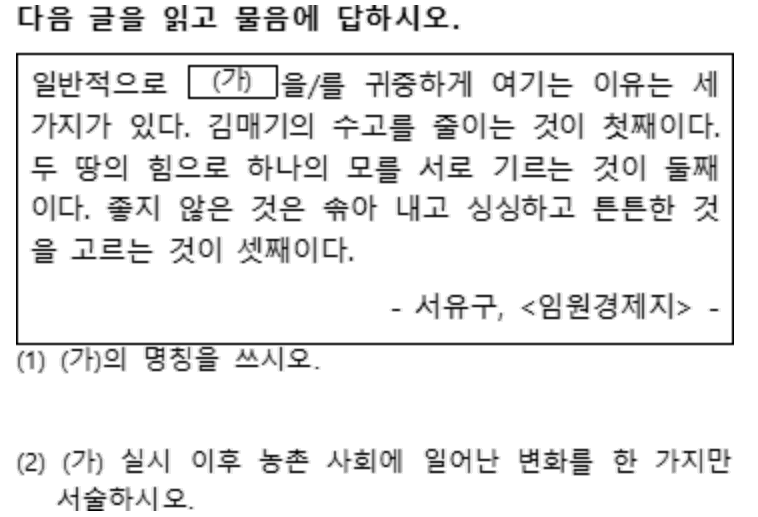 다음 글을 읽고 물음에 답하시오.
일반적으로 (가) 을/를 귀중하게 여기는 이유는 세
가지가 있다. 김매기의 수고를 줄이는 것이 첫째이다.
두 땅의 힘으로 하나의 모를 서로 기르는 것이 둘째
이다. 좋지 않은 것은 솎아 내고 싱싱하고 튼튼한 것
을 고르는 것이 셋째이다.
- 서유구, <임원경제지> -
(1) (가)의 명칭을 쓰시오.
(2) (가) 실시 이후 농촌 사회에 일어난 변화를 한 가지만
서술하시오.